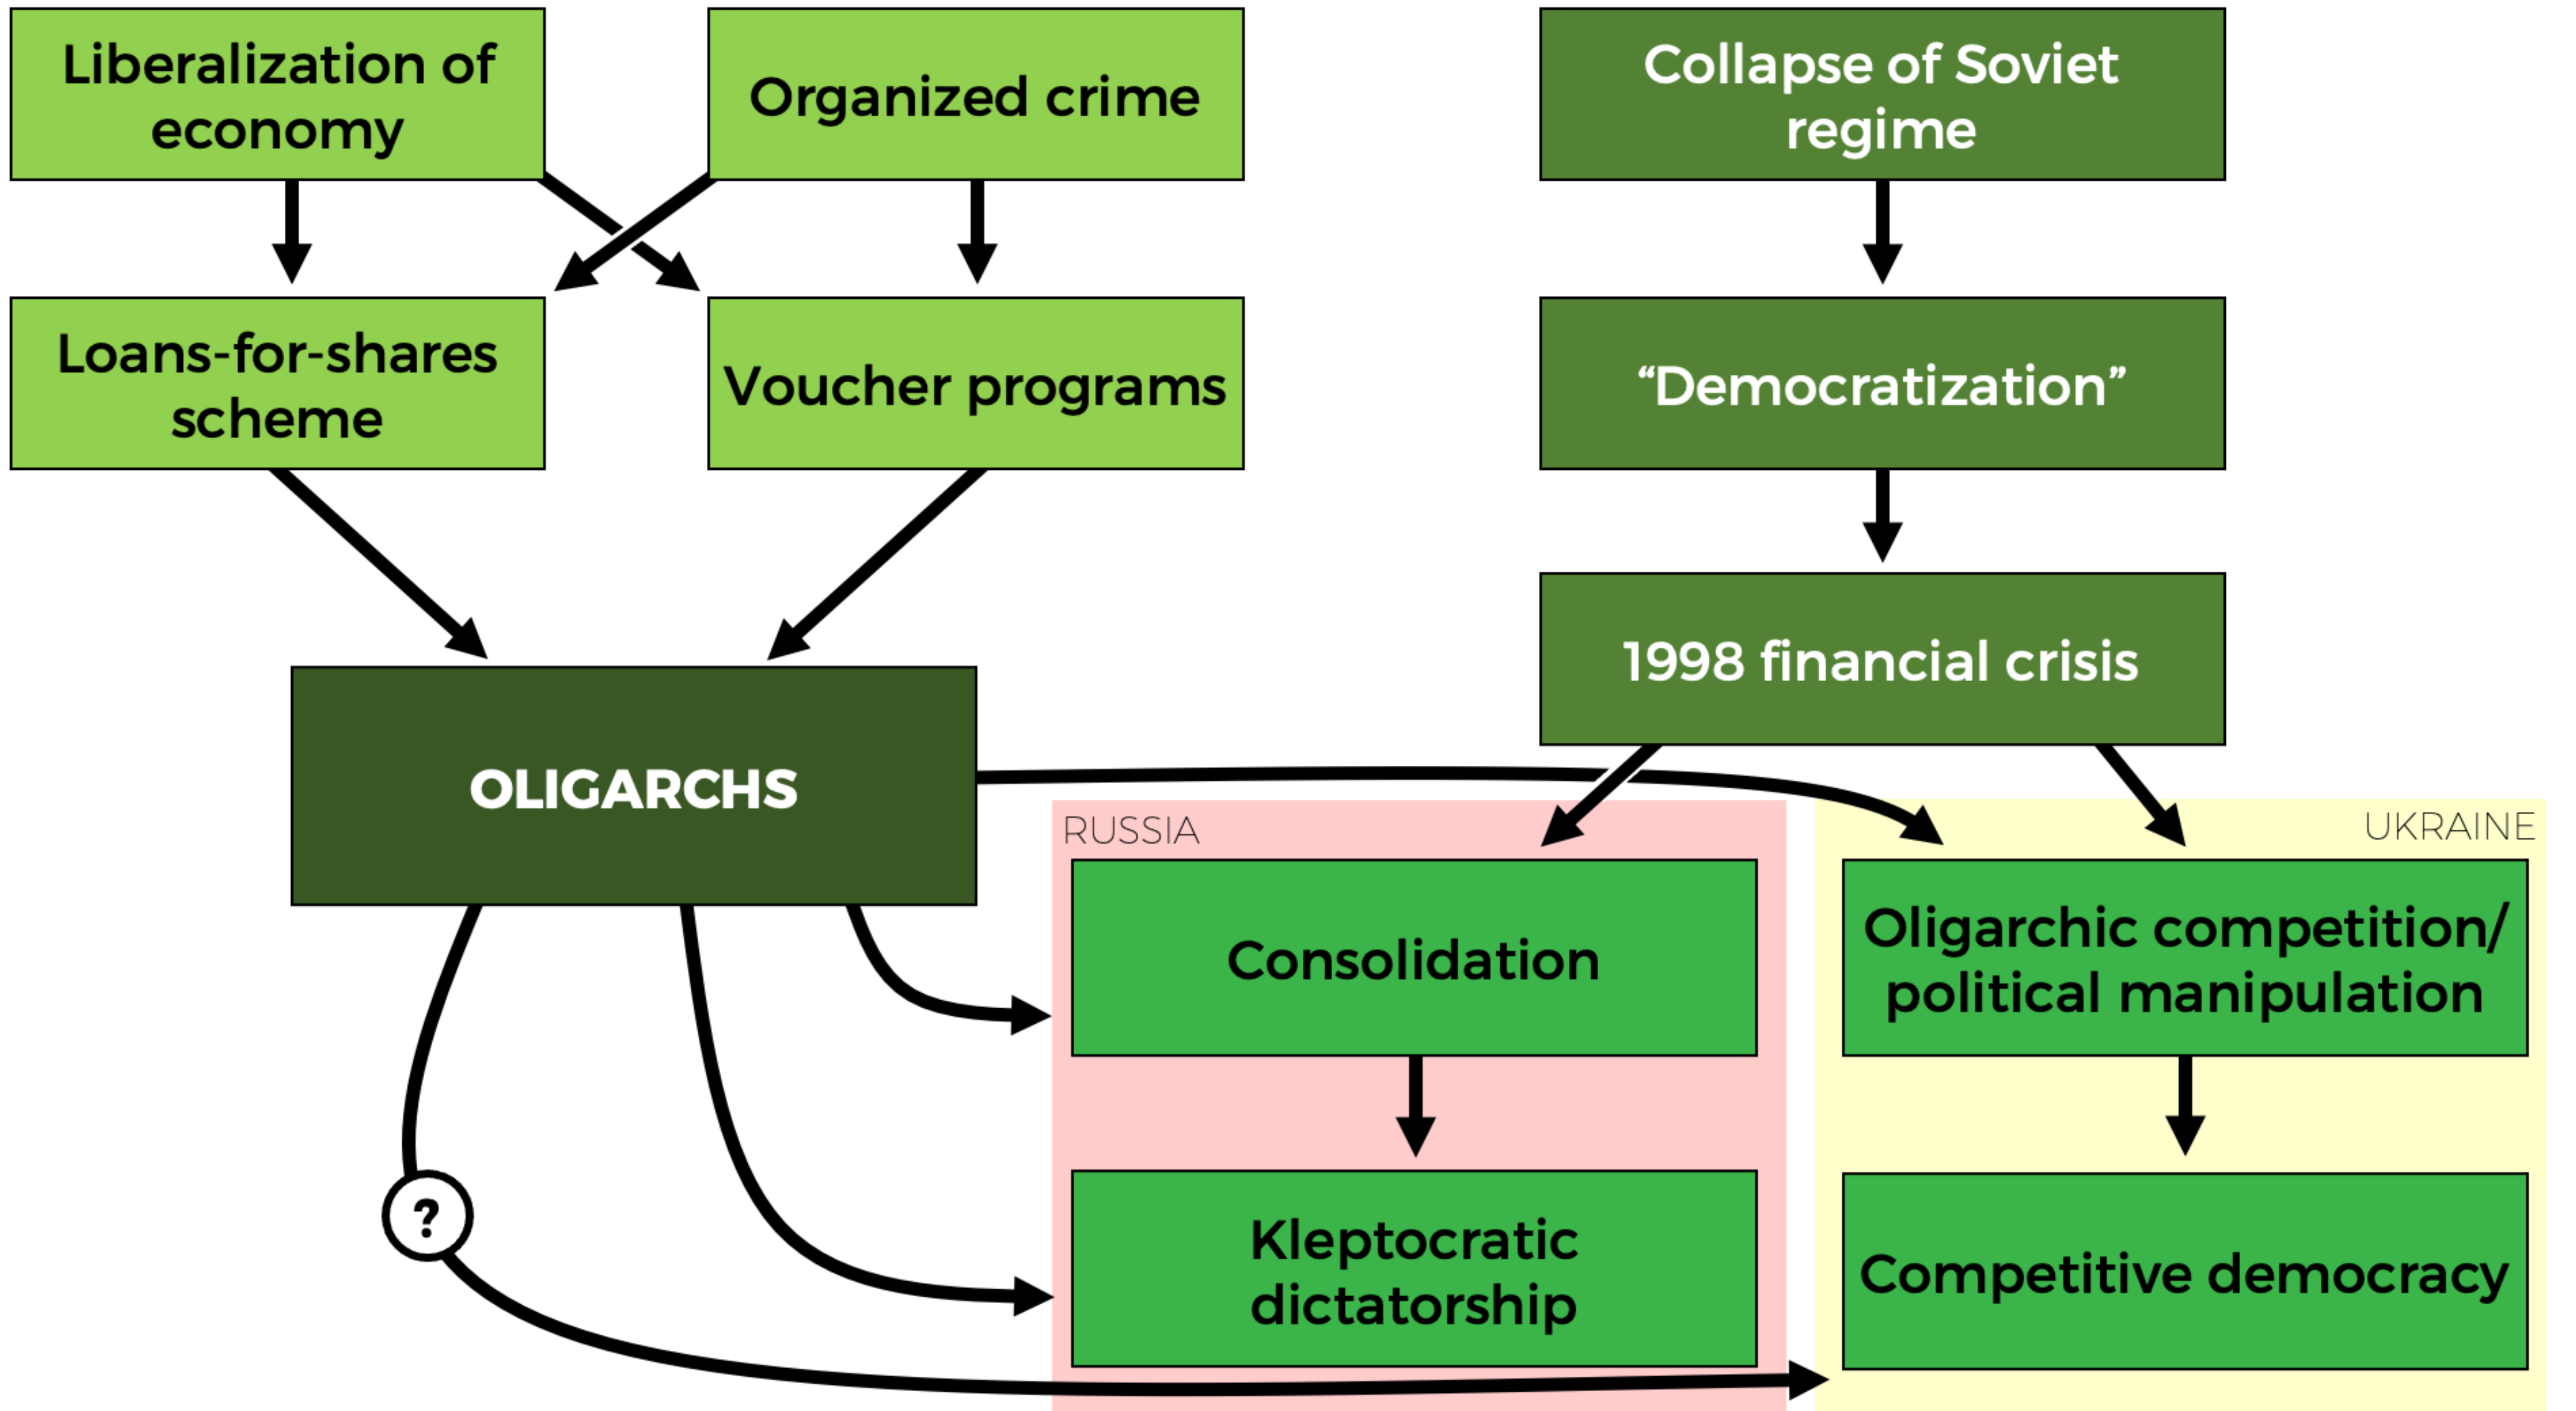 Liberalization of
economy
Organized crime
Collapse of Soviet
regime
Loans-for-shares
scheme
Voucher programs
“Democratization”
1998 financial crisis
OLIGARCHS
RUSSIA
UKRAINE
Consolidation
Oligarchic competition/
political manipulation
?
Kleptocratic
dictatorship
Competitive democracy